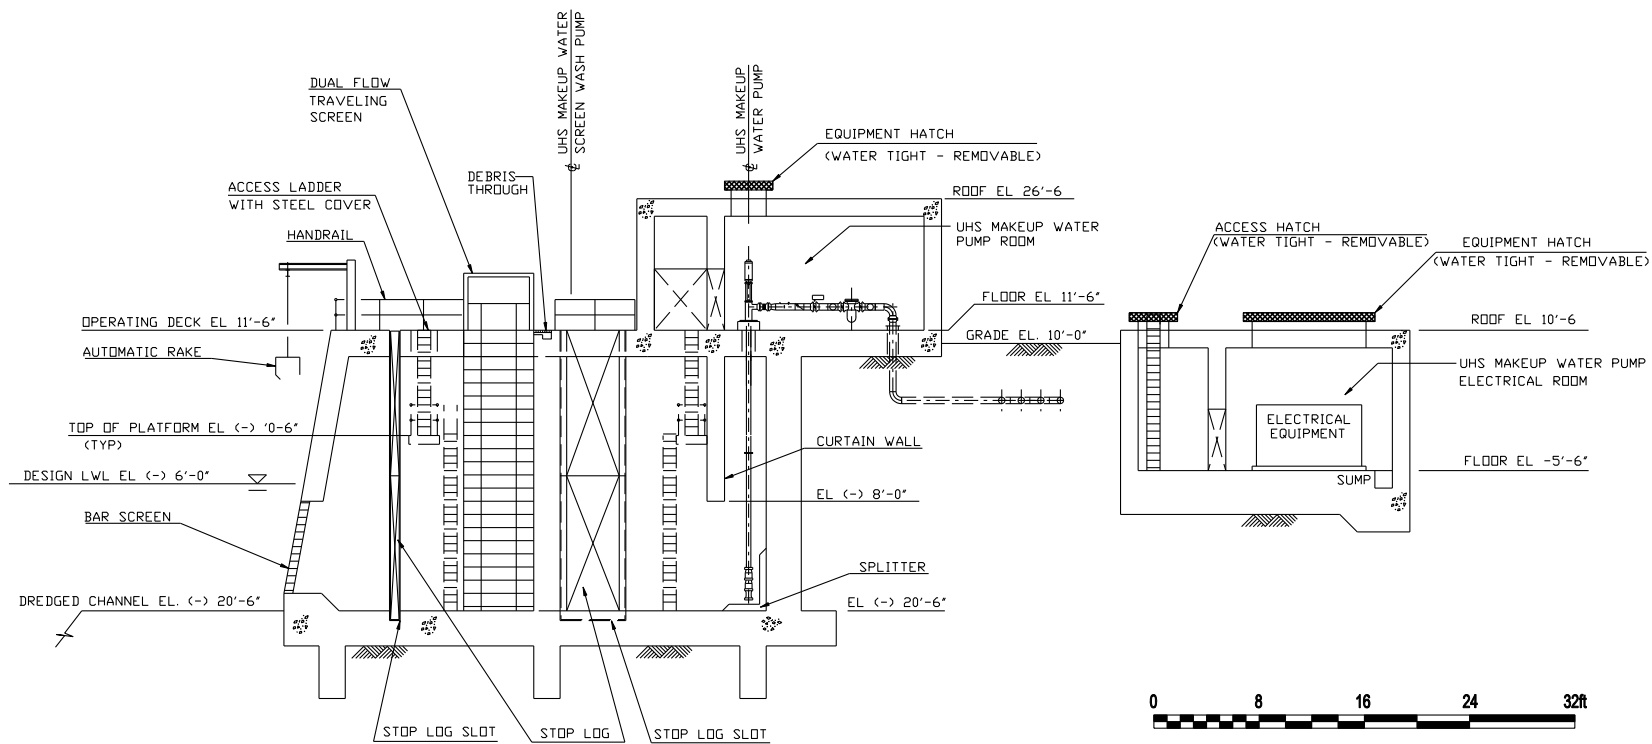 UHS MAKEUP WATER
SCREEN WASH PUMP
UHS MAKEUP
WATER PUMP
DUAL FLOW
TRAVELING
SCREEN
EQUIPMENT HATCH
(WATER TIGHT - REMOVABLE)
DEBRIS
THROUGH
ACCESS LADDER
WITH STEEL COVER
ROOF EL 26'-6
HANDRAIL
UHS MAKEUP WATER
PUMP ROOM
ACCESS HATCH
(WATER TIGHT - REMOVABLE)
EQUIPMENT HATCH
(WATER TIGHT - REMOVABLE)
FLOOR EL 11'-6"
OPERATING DECK EL 11'-6"
ROOF EL 10'-6
GRADE EL. 10'-0"
AUTOMATIC RAKE
UHS MAKEUP WATER PUMP
ELECTRICAL ROOM
ELECTRICAL
EQUIPMENT
TOP OF PLATFORM EL (-) '0-6"
(TYP)
CURTAIN WALL
FLOOR EL -5'-6"
DESIGN LWL EL (-) 6'-0"
SUMP
EL (-) 8'-0"
BAR SCREEN
SPLITTER
DREDGED CHANNEL EL. (-) 20'-6"
EL (-) 20'-6"
0 8 16 24 32ft
STOP LOG SLOT
STOP LOG
STOP LOG SLOT